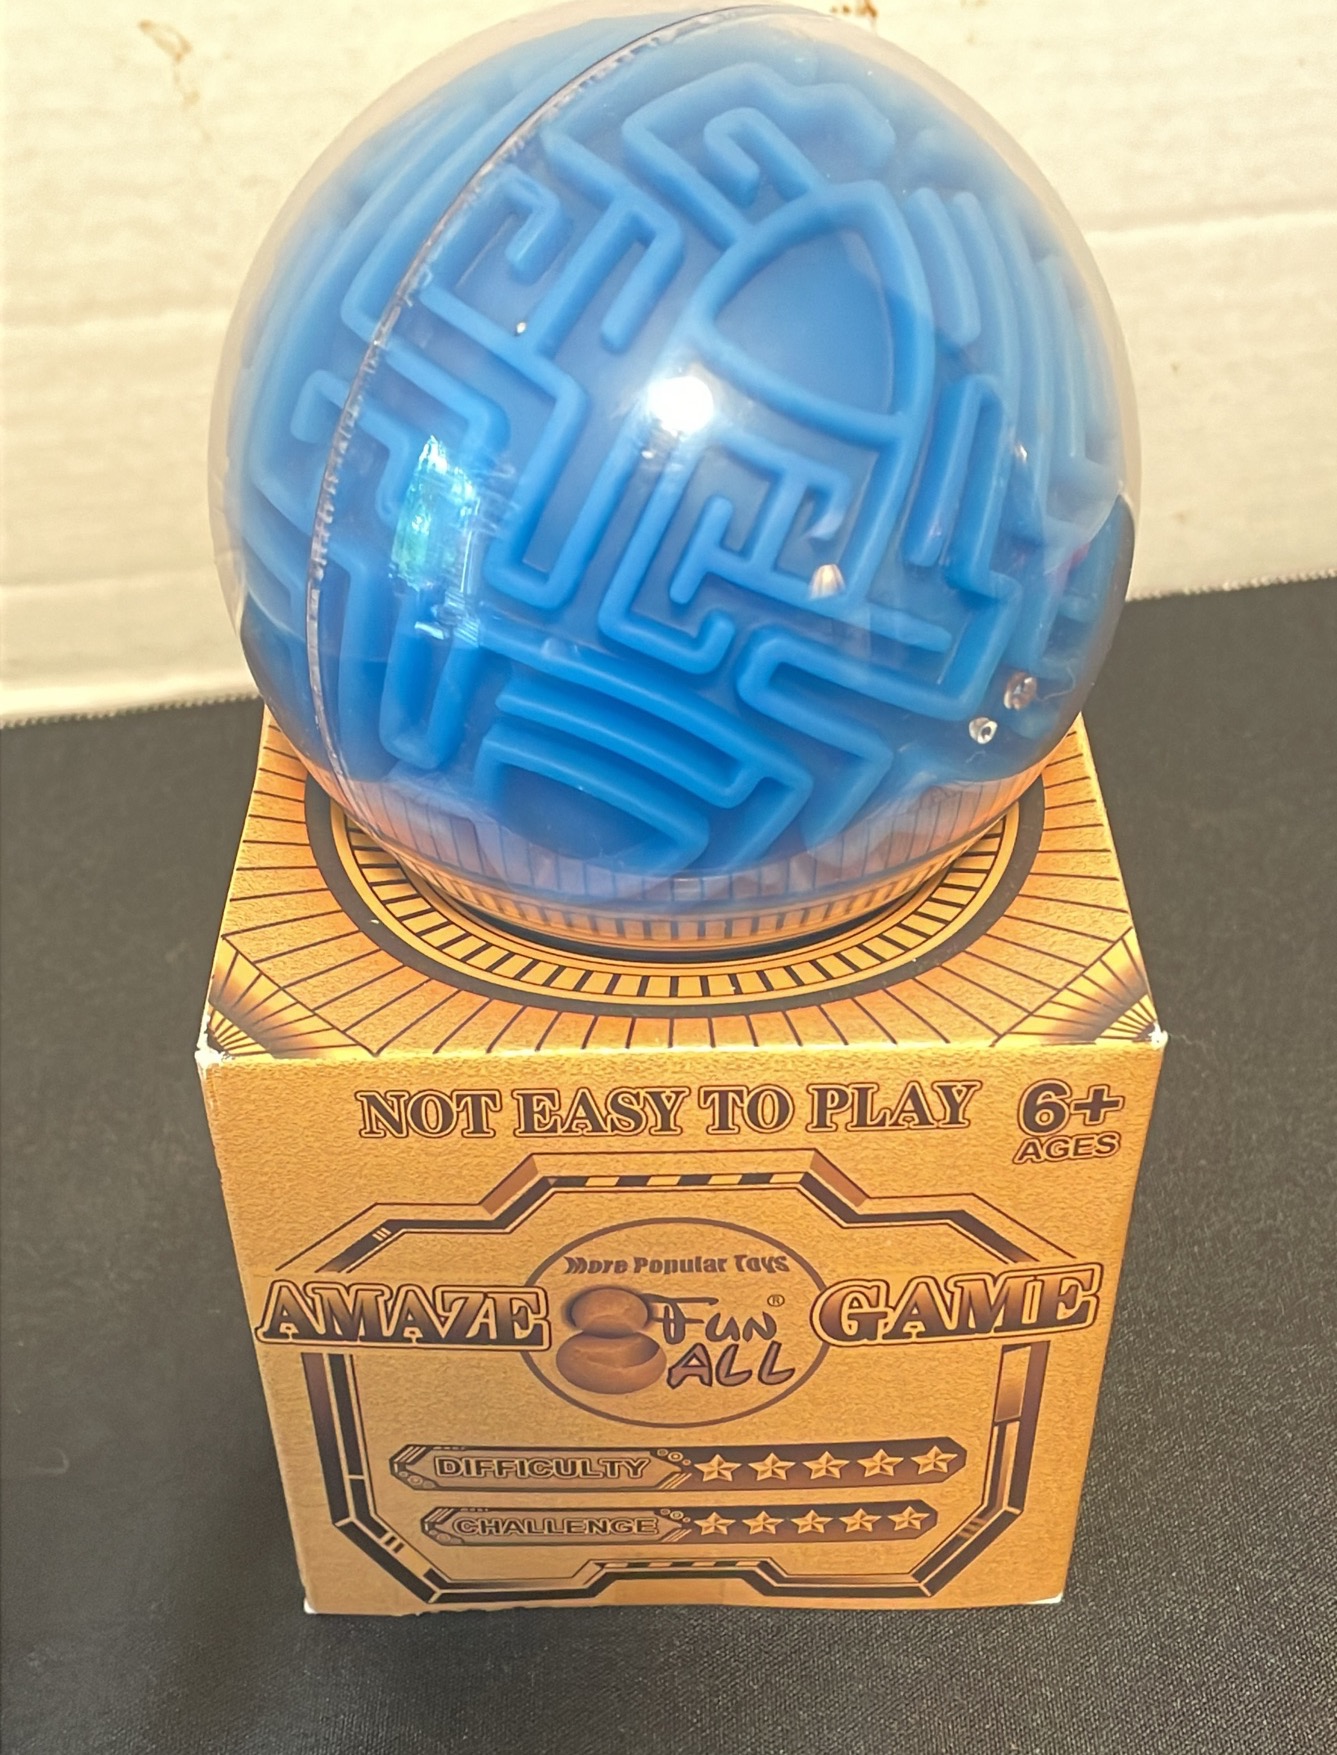 NOT EASY TO PLAY
6+
AGES
More Popular Toys
AMAZE
Fun ®
ALL
GAME
DIFFICULTY
CHALLENGE